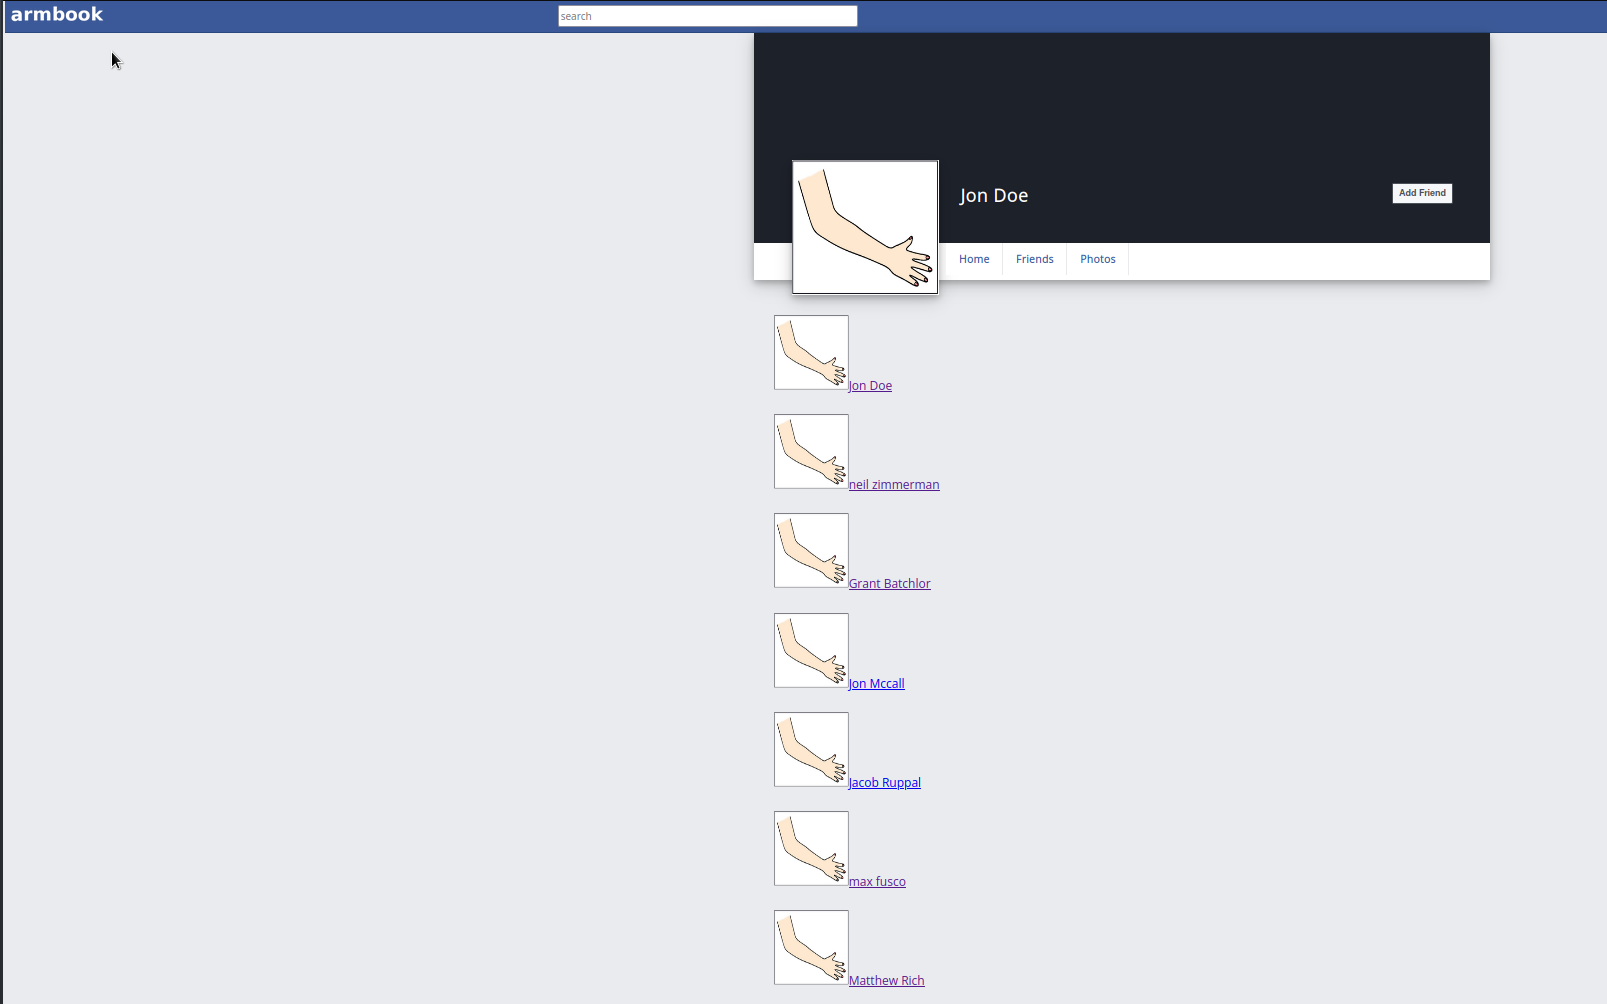 armbook
search
Jon Doe
Add Friend
Home Friends Photos
Jon Doe
neil zimmerman
Grant Batchlor
Jon Mccall
Jacob Ruppal
max fusco
Matthew Rich